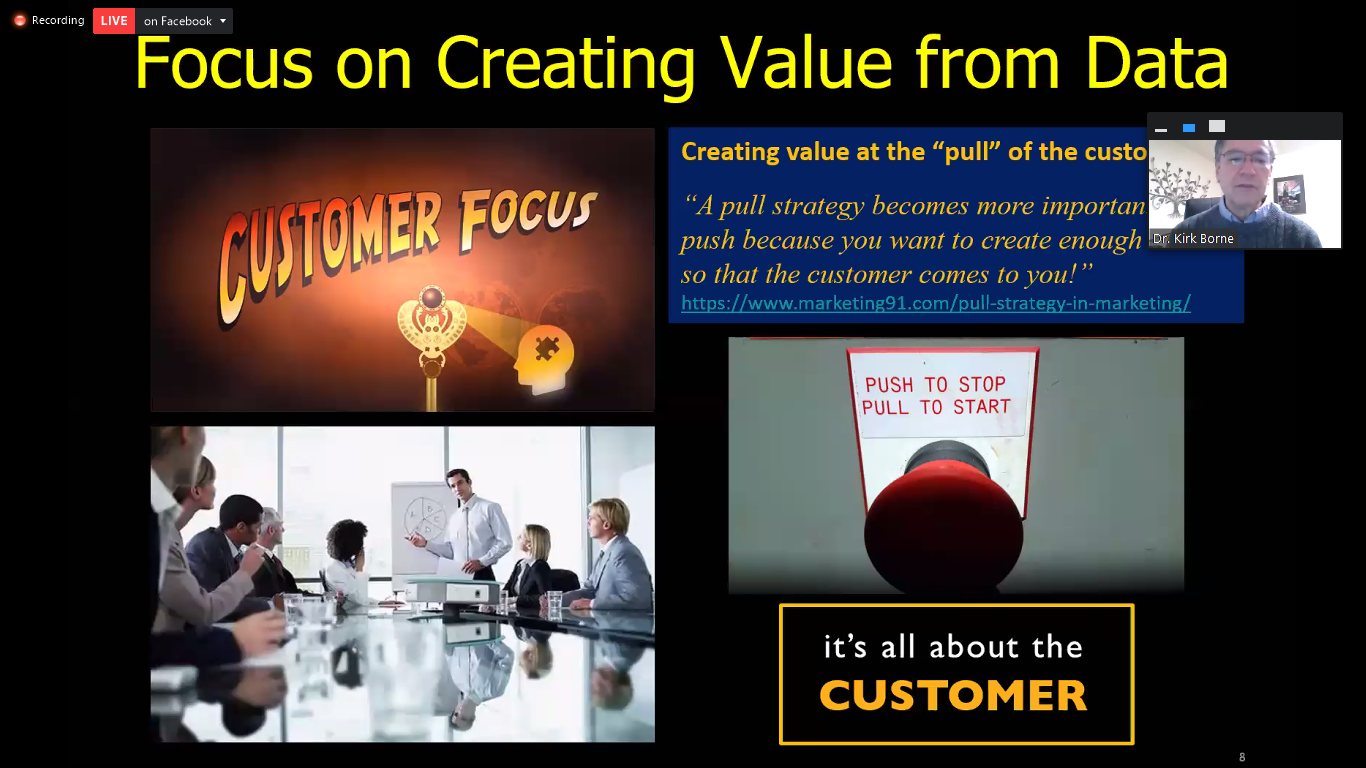 Recording
LIVE on Facebook
Focus on Creating Value from Data
CUSTOMER FOCUS
Creating value at the “pull” of the
“A pull strategy becomes more
push because you want to create enough
so that the customer comes to you!”
https://www.marketing91.com/pull-strategy-in-marketing/
Dr. Kirk Borne
PUSH TO STOP
PULL TO START
it’s all about the
CUSTOMER
8